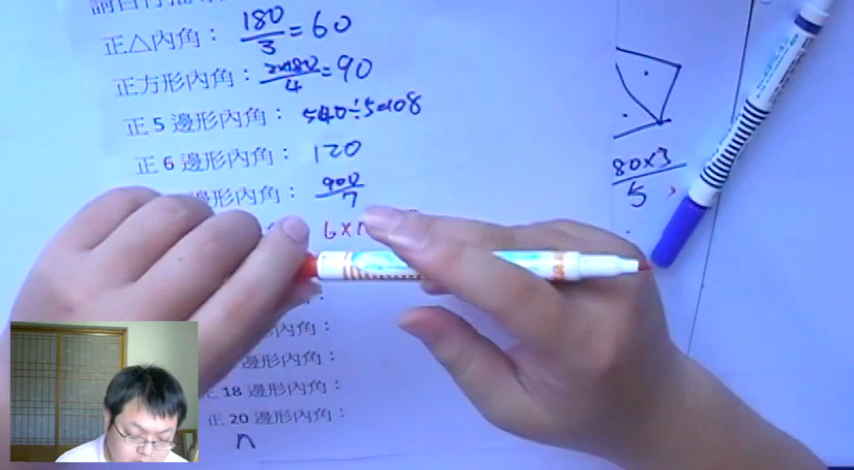 正△內角： 180/3=60
正方形內角： 2×180/4=90
正 5 邊形內角： 540÷5=108
正 6 邊形內角： 120
邊形內角： 900/7
6×1
內角：
邊形內角：
正 18 邊形內角：
正 20 邊形內角：
n
80×3/5